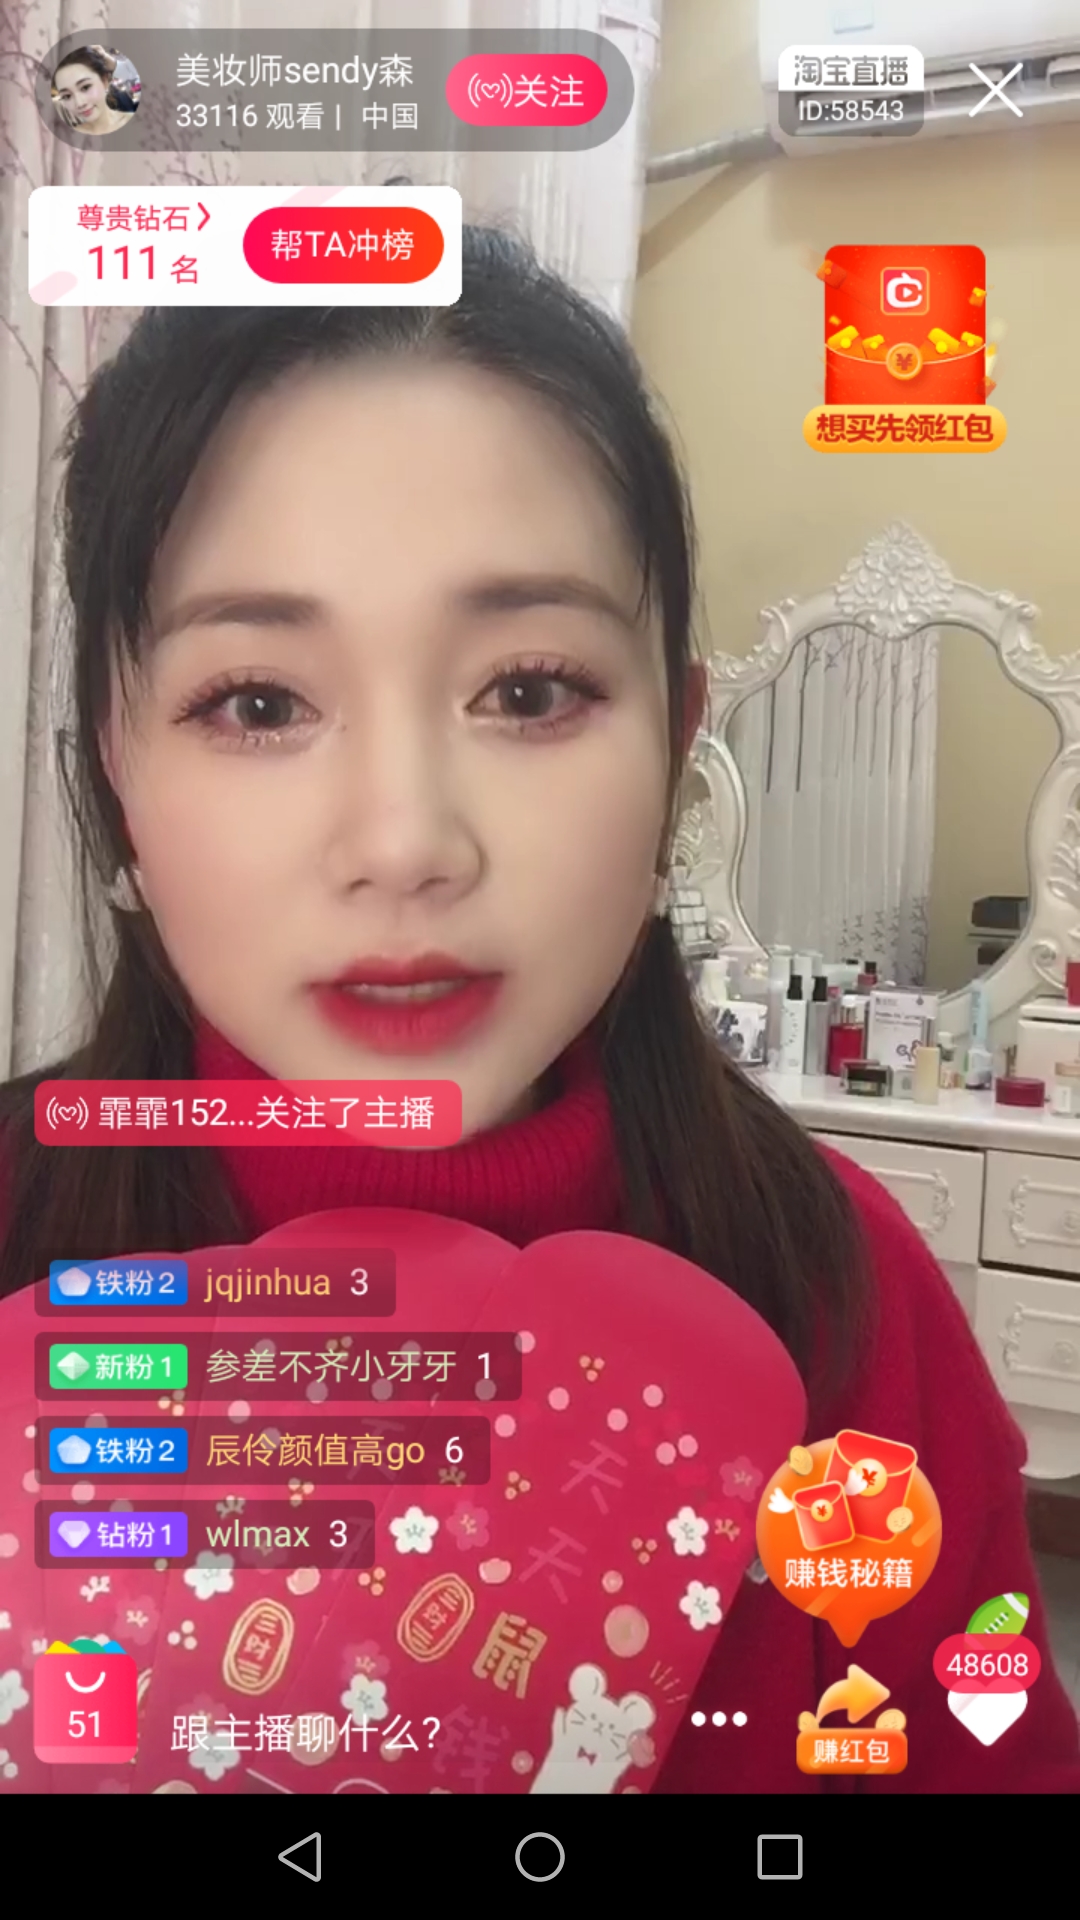 美妆师sendy森
33116 观看 | 中国
关注
淘宝直播
ID:58543
尊贵钻石
111 名
帮TA冲榜
¥
想买先领红包
霏霏152...关注了主播
铁粉 2 jqjinhua 3
新粉 1 参差不齐小牙牙 1
铁粉 2 辰伶颜值高go 6
钻粉 1 wlmax 3
天
天
鼠
钱
¥
¥
赚钱秘籍
48608
51
跟主播聊什么?
赚红包